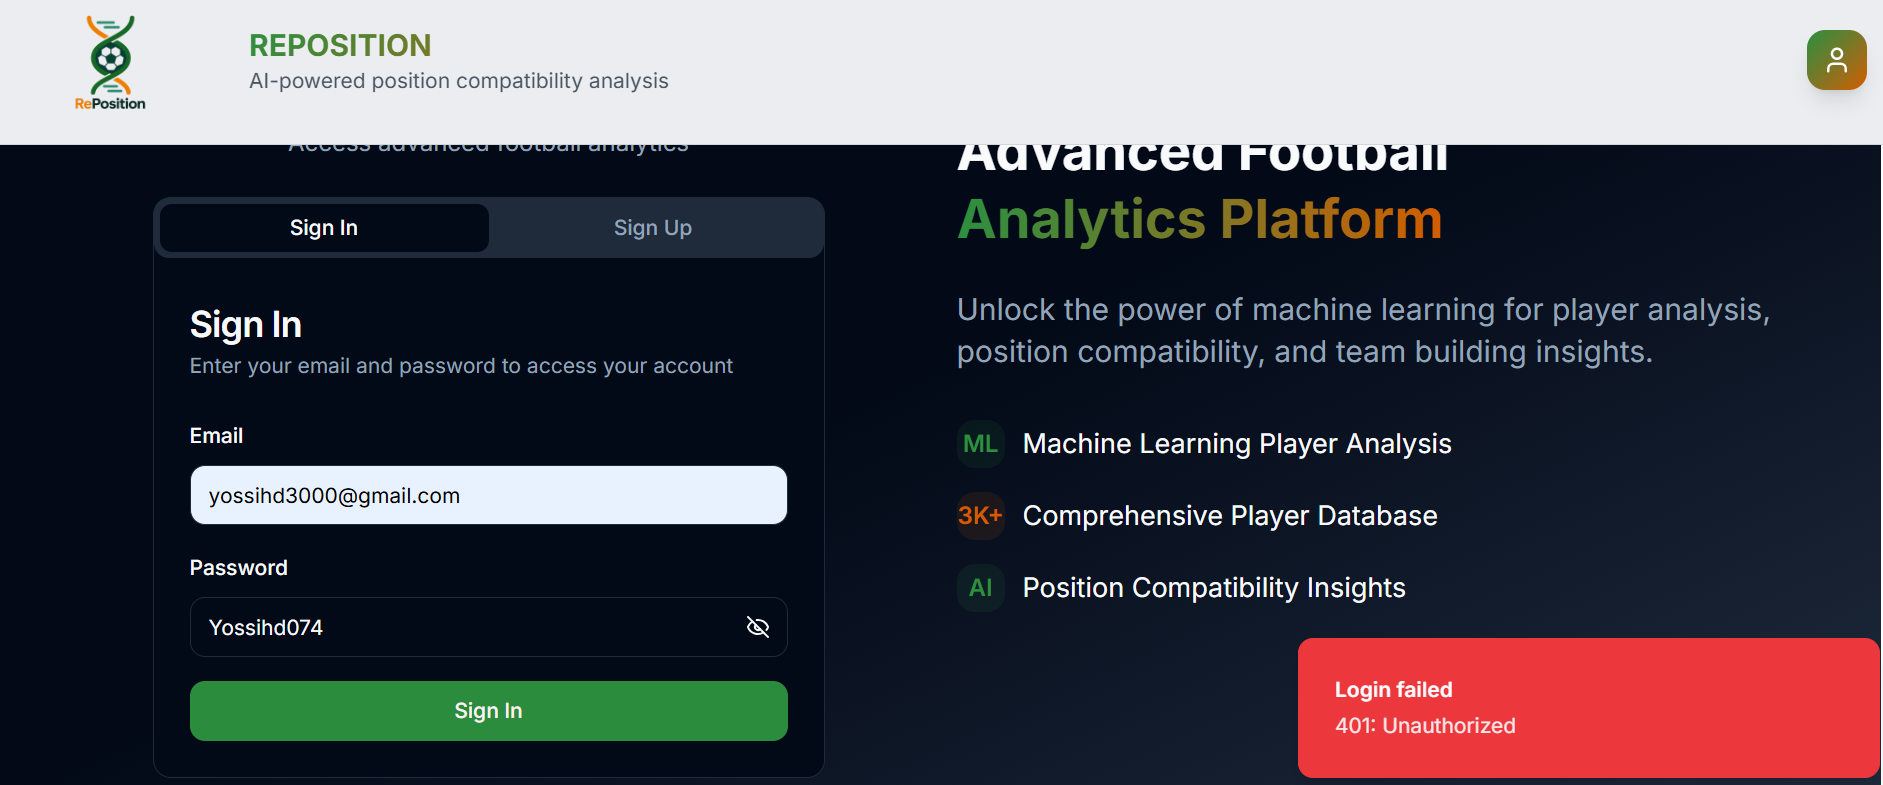 RePosition
REPOSITION
AI-powered position compatibility analysis
Access advanced football analytics
Sign In
Sign Up
Sign In
Enter your email and password to access your account
Email
yossihd3000@gmail.com
Password
Yossihd074
Sign In
Advanced Football
Analytics Platform
Unlock the power of machine learning for player analysis,
position compatibility, and team building insights.
ML Machine Learning Player Analysis
3K+ Comprehensive Player Database
AI Position Compatibility Insights
Login failed
401: Unauthorized